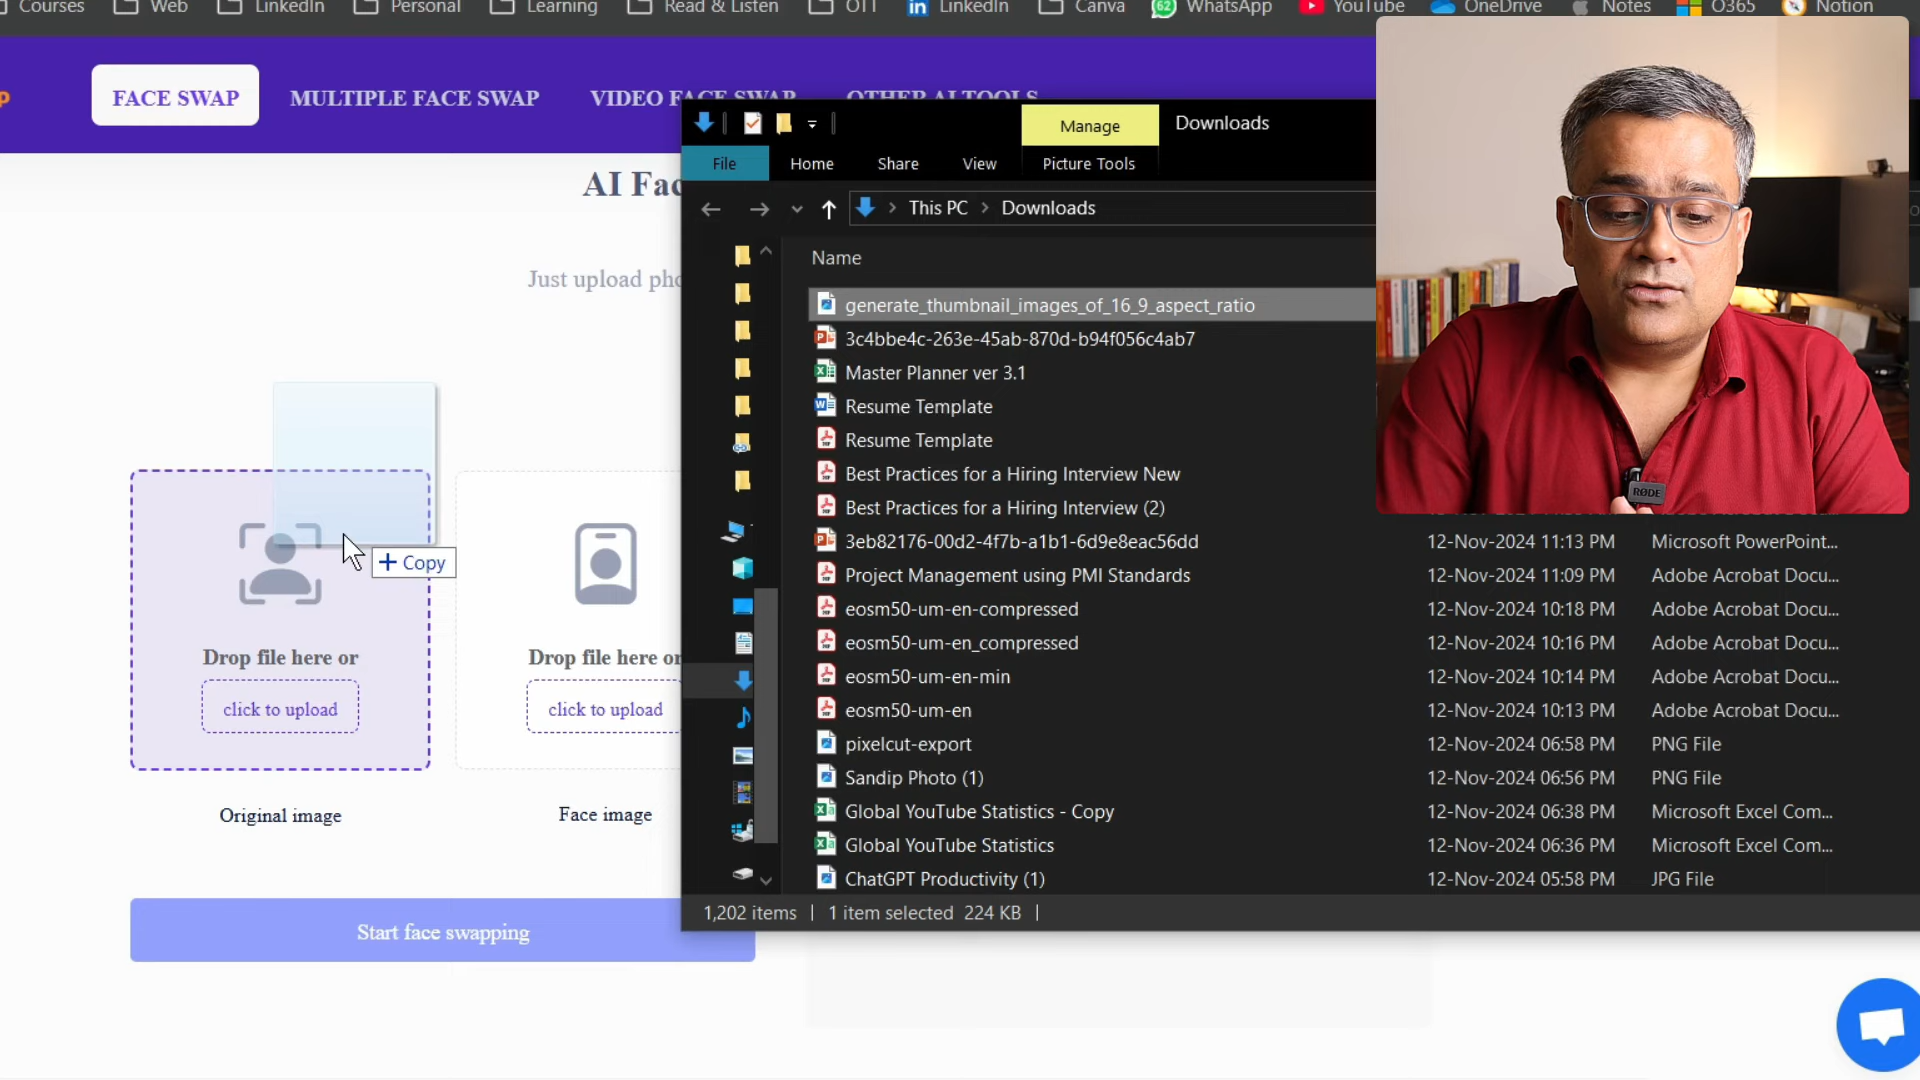 Courses Web LinkedIn Personal Learning Read & Listen OTT LinkedIn Canva 62 WhatsApp YouTube OneDrive Notes O365 Notion
FACE SWAP
MULTIPLE FACE SWAP
VIDEO FACE SWAP
OTHER AI TOOLS
AI Fac
Just upload pho
Drop file here or
click to upload
Original image
Drop file here or
click to upload
Face image
Start face swapping
Copy
Manage
Downloads
File
Home
Share
View
Picture Tools
This PC
Downloads
Name
generate_thumbnail_images_of_16_9_aspect_ratio
3c4bbe4c-263e-45ab-870d-b94f056c4ab7
Master Planner ver 3.1
Resume Template
Resume Template
Best Practices for a Hiring Interview New
Best Practices for a Hiring Interview (2)
3eb82176-00d2-4f7b-a1b1-6d9e8eac56dd 12-Nov-2024 11:13 PM Microsoft PowerPoint...
Project Management using PMI Standards 12-Nov-2024 11:09 PM Adobe Acrobat Docu...
eosm50-um-en-compressed 12-Nov-2024 10:18 PM Adobe Acrobat Docu...
eosm50-um-en_compressed 12-Nov-2024 10:16 PM Adobe Acrobat Docu...
eosm50-um-en-min 12-Nov-2024 10:14 PM Adobe Acrobat Docu...
eosm50-um-en 12-Nov-2024 10:13 PM Adobe Acrobat Docu...
pixelcut-export 12-Nov-2024 06:58 PM PNG File
Sandip Photo (1) 12-Nov-2024 06:56 PM PNG File
Global YouTube Statistics - Copy 12-Nov-2024 06:38 PM Microsoft Excel Com...
Global YouTube Statistics 12-Nov-2024 06:36 PM Microsoft Excel Com...
ChatGPT Productivity (1) 12-Nov-2024 05:58 PM JPG File
1,202 items
1 item selected 224 KB
RØDE